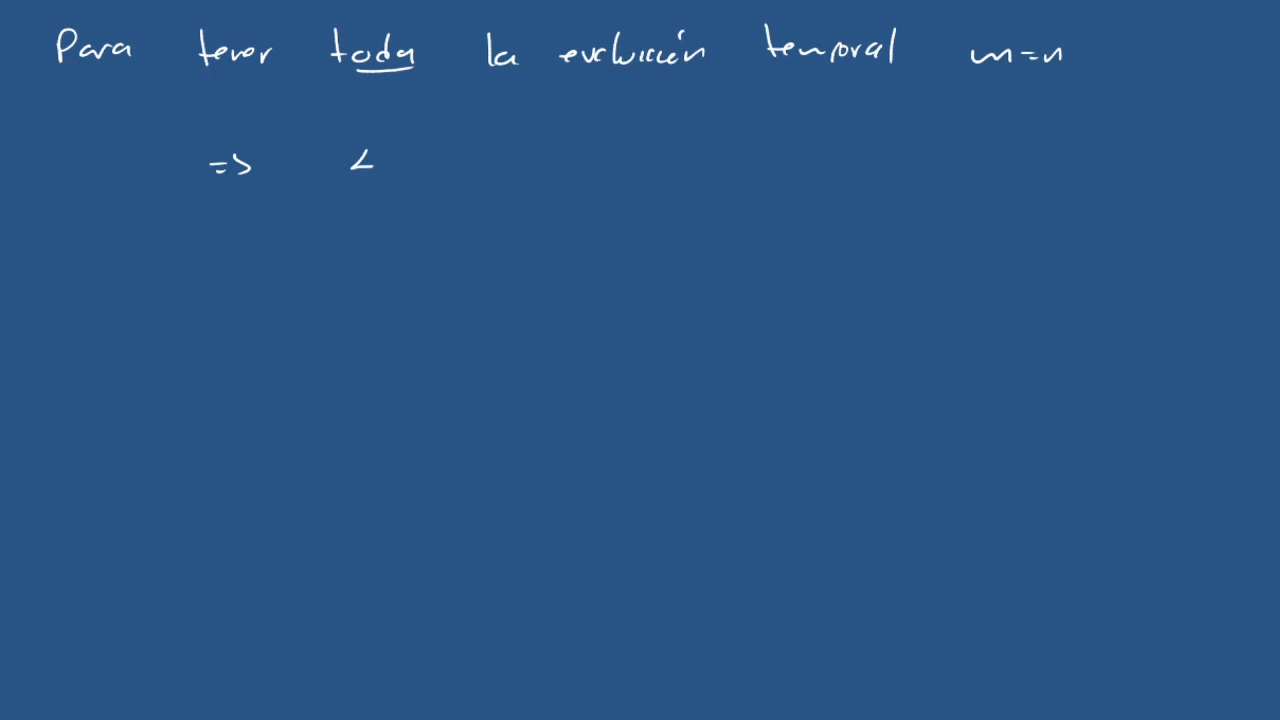 Para tener toda la evolución temporal m=n
=> <